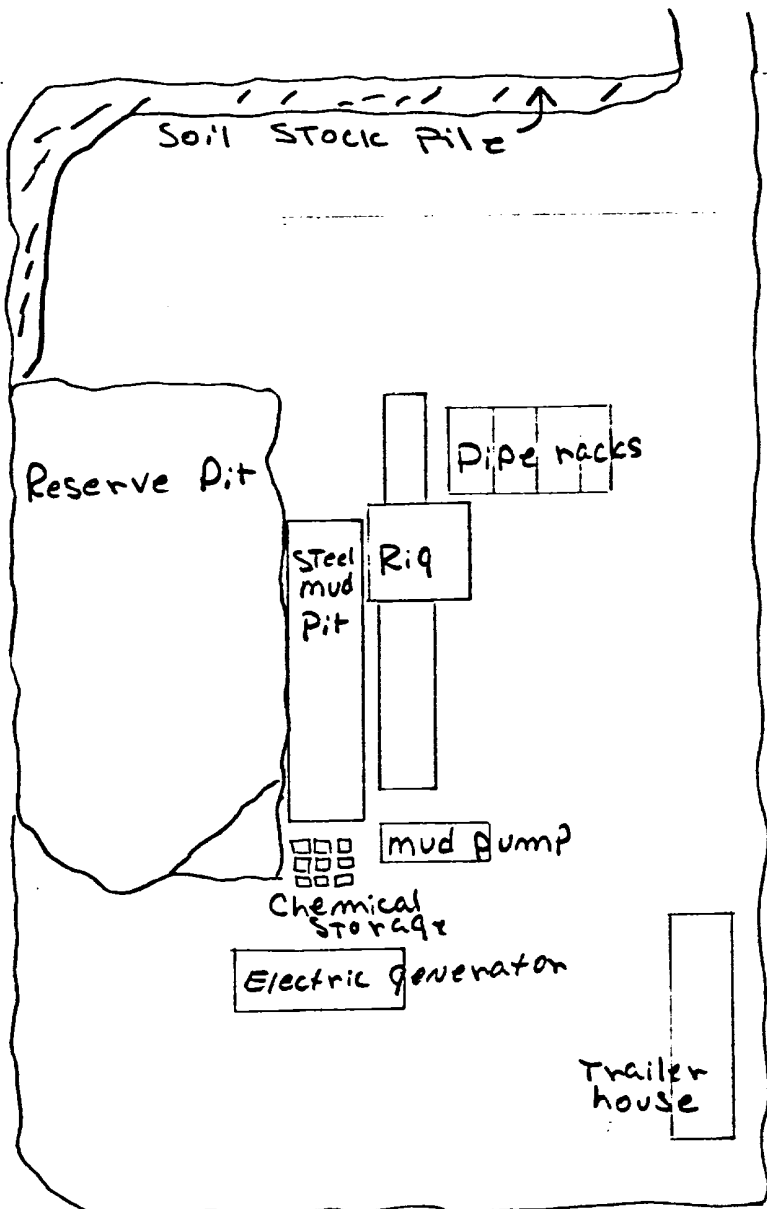 Soil Stock Pile
Pipe racks
Reserve Pit
Steel
mud
Pit
Rig
mud pump
Chemical
Storage
Electric generator
Trailer
house